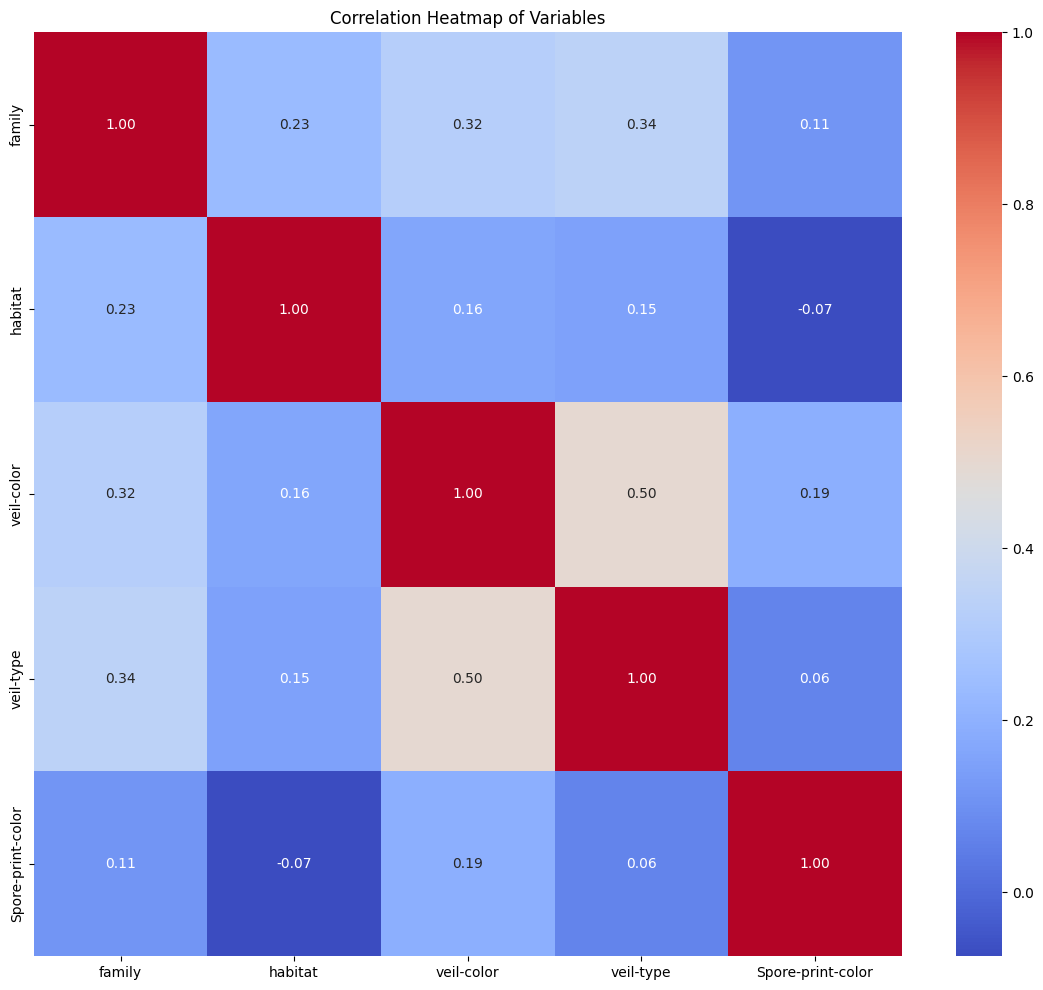 Correlation Heatmap of Variables
family 1.00 0.23 0.32 0.34 0.11
habitat 0.23 1.00 0.16 0.15 -0.07
veil-color 0.32 0.16 1.00 0.50 0.19
veil-type 0.34 0.15 0.50 1.00 0.06
Spore-print-color 0.11 -0.07 0.19 0.06 1.00
family habitat veil-color veil-type Spore-print-color
1.0
0.8
0.6
0.4
0.2
0.0